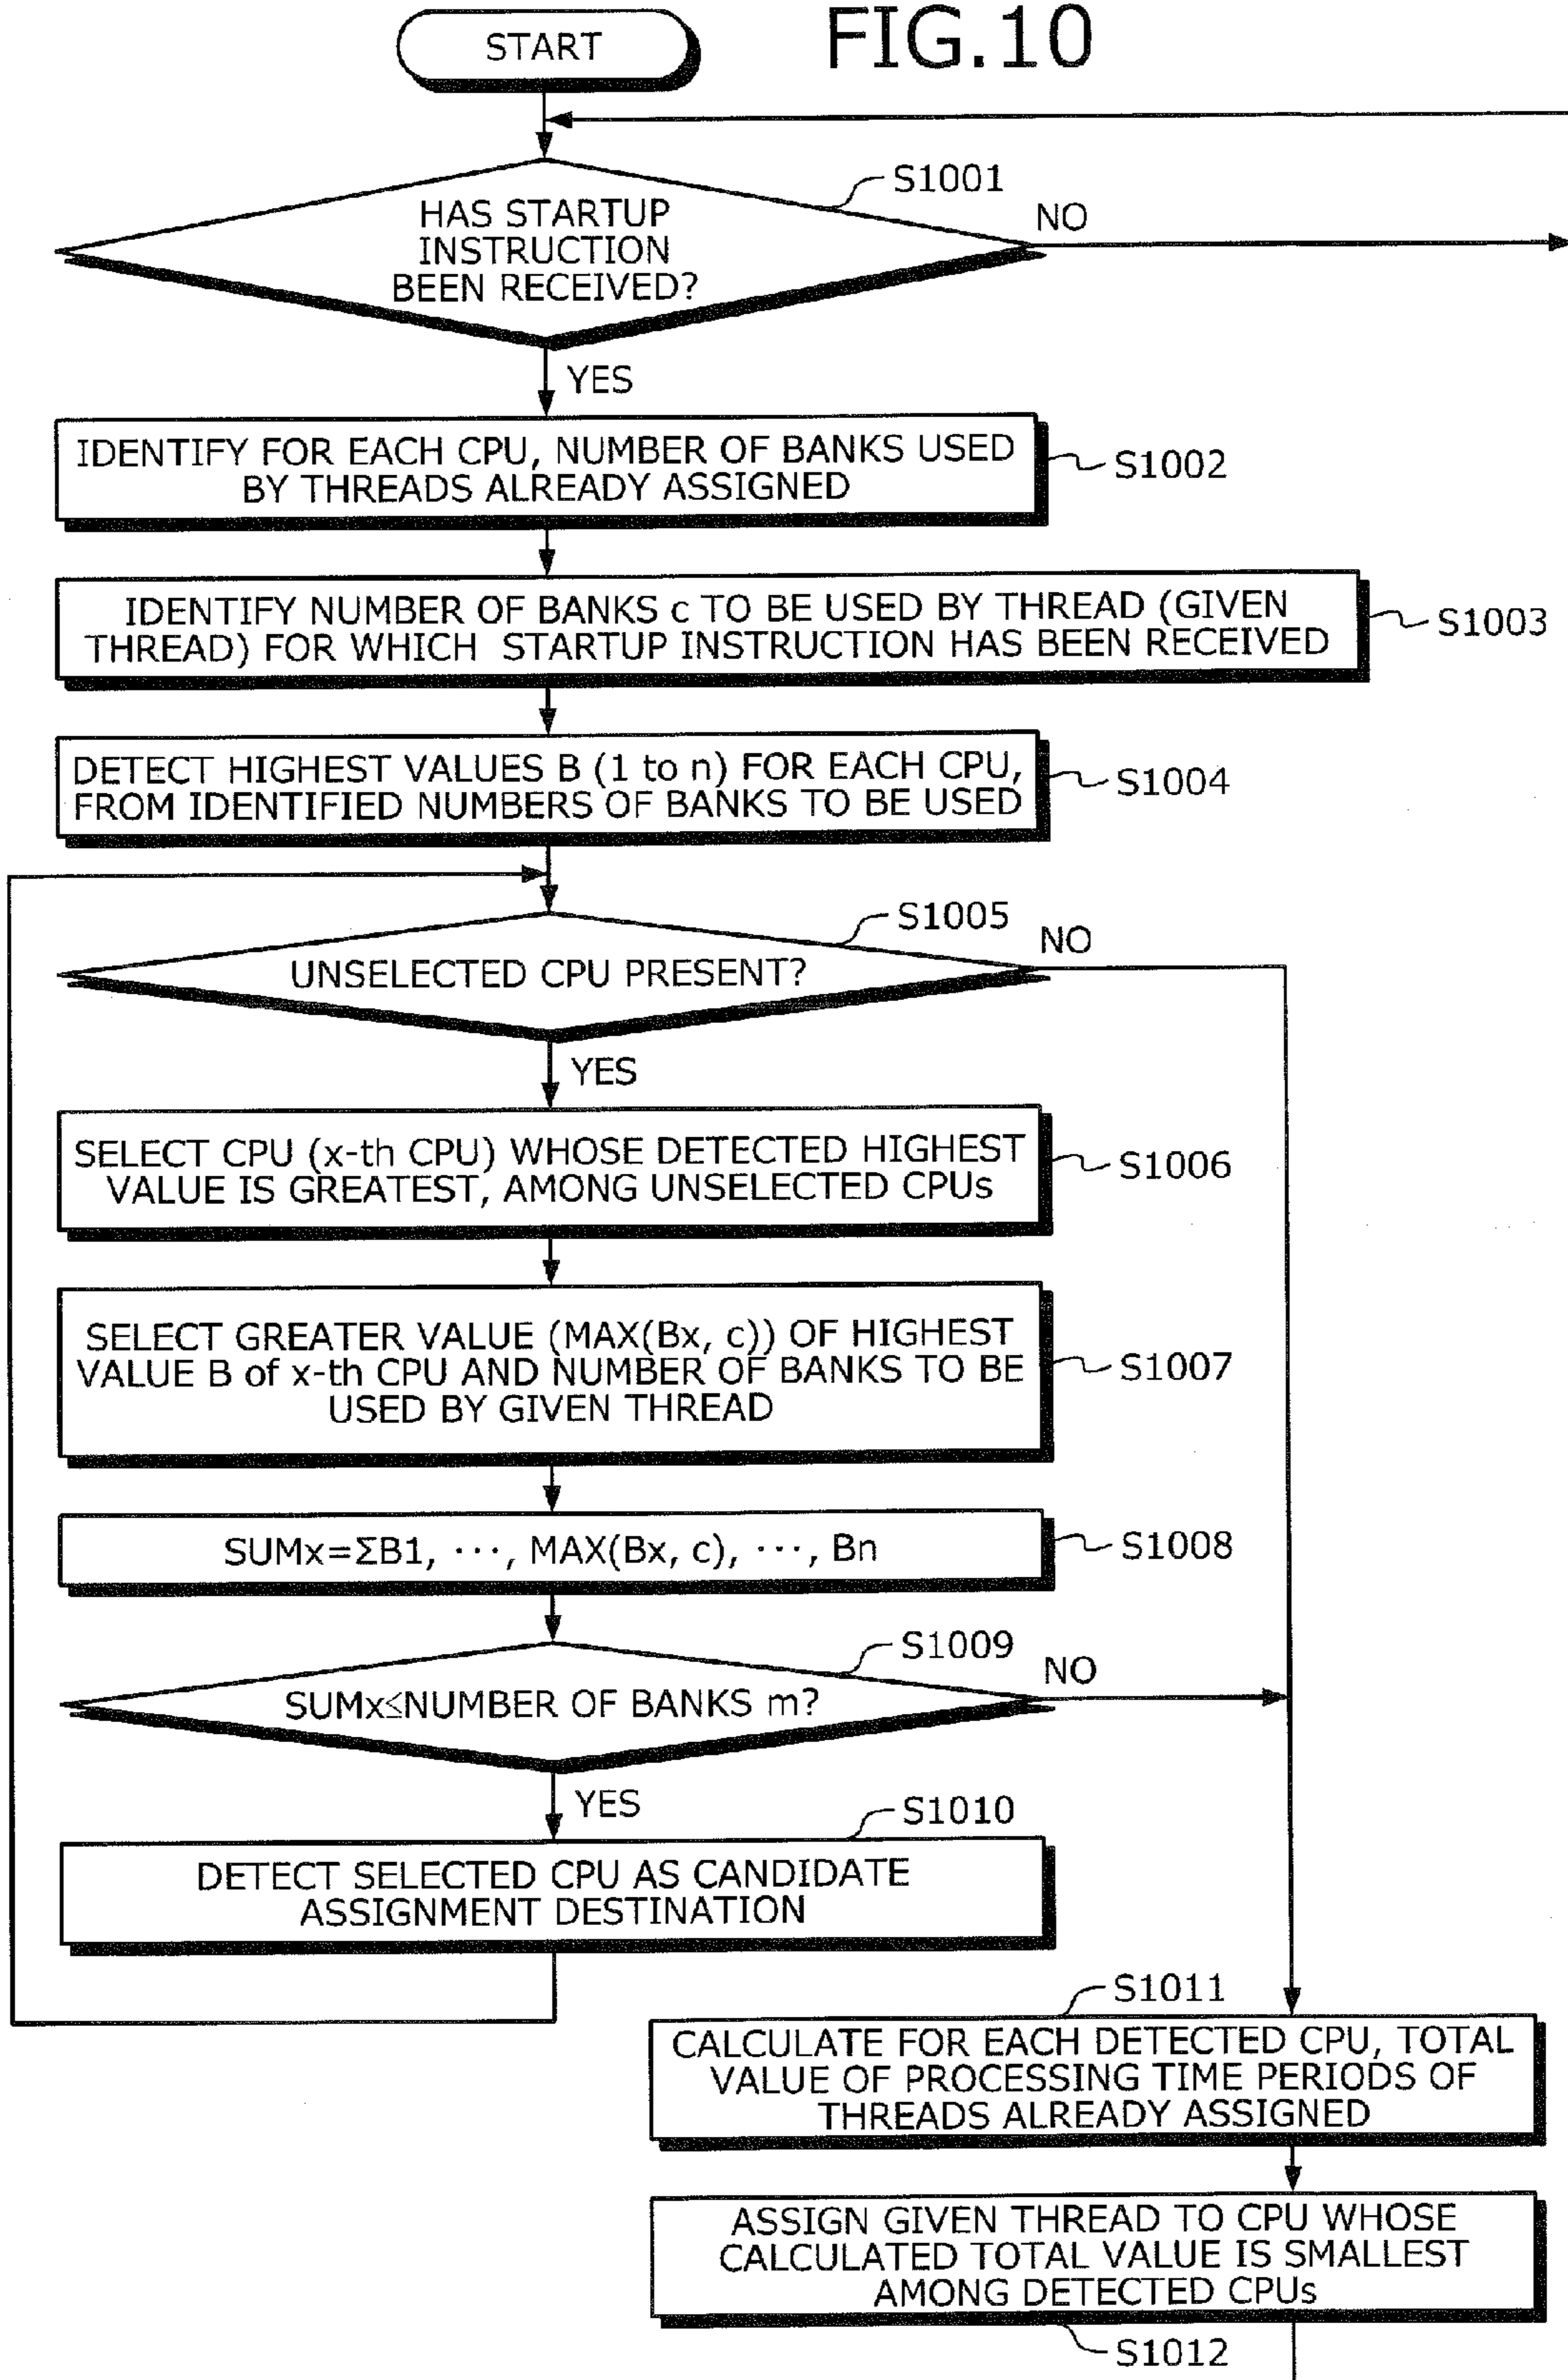 FIG.10
START
S1001
HAS STARTUP
INSTRUCTION
BEEN RECEIVED?
NO
YES
IDENTIFY FOR EACH CPU, NUMBER OF BANKS USED
BY THREADS ALREADY ASSIGNED
S1002
IDENTIFY NUMBER OF BANKS c TO BE USED BY THREAD (GIVEN
THREAD) FOR WHICH STARTUP INSTRUCTION HAS BEEN RECEIVED
S1003
DETECT HIGHEST VALUES B (1 to n) FOR EACH CPU,
FROM IDENTIFIED NUMBERS OF BANKS TO BE USED
S1004
S1005
UNSELECTED CPU PRESENT?
NO
YES
SELECT CPU (x-th CPU) WHOSE DETECTED HIGHEST
VALUE IS GREATEST, AMONG UNSELECTED CPUs
S1006
SELECT GREATER VALUE (MAX(Bx, c)) OF HIGHEST
VALUE B of x-th CPU AND NUMBER OF BANKS TO BE
USED BY GIVEN THREAD
S1007
SUMx=ΣB1, ···, MAX(Bx, c), ···, Bn
S1008
S1009
SUMx≤NUMBER OF BANKS m?
NO
YES
S1010
DETECT SELECTED CPU AS CANDIDATE
ASSIGNMENT DESTINATION
S1011
CALCULATE FOR EACH DETECTED CPU, TOTAL
VALUE OF PROCESSING TIME PERIODS OF
THREADS ALREADY ASSIGNED
ASSIGN GIVEN THREAD TO CPU WHOSE
CALCULATED TOTAL VALUE IS SMALLEST
AMONG DETECTED CPUs
S1012